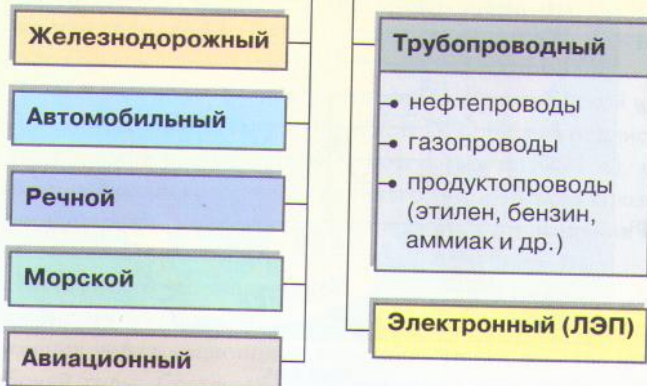 Железнодорожный
Автомобильный
Речной
Морской
Авиационный
Трубопроводный
• нефтепроводы
• газопроводы
• продуктопроводы
(этилен, бензин,
аммиак и др.)
Электронный (ЛЭП)